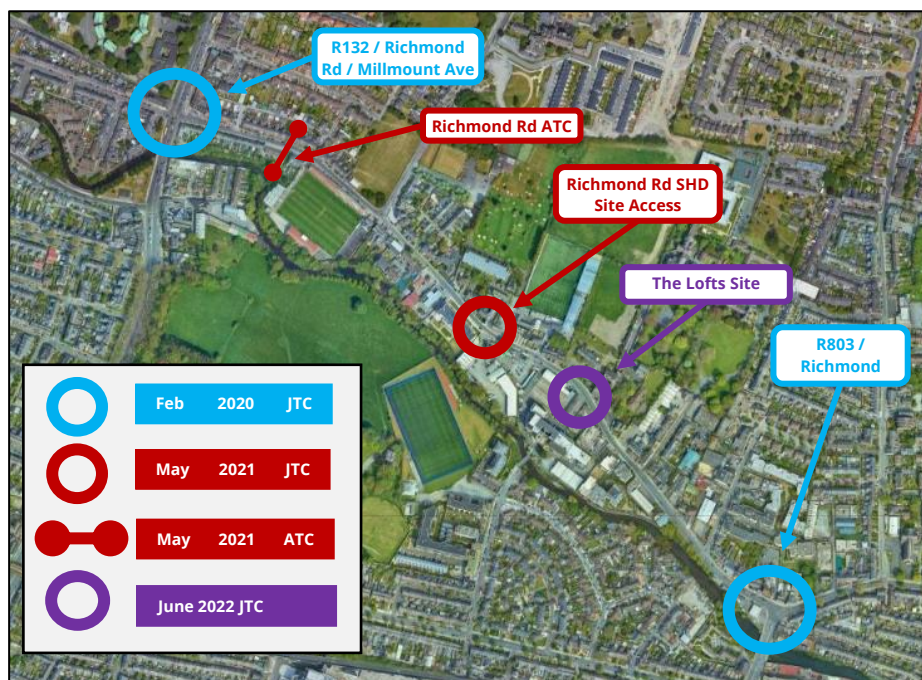 R132 / Richmond
Rd / Millmount Ave
Richmond Rd ATC
Richmond Rd SHD
Site Access
The Lofts Site
R803 /
Richmond
Feb 2020 JTC
May 2021 JTC
May 2021 ATC
June 2022 JTC